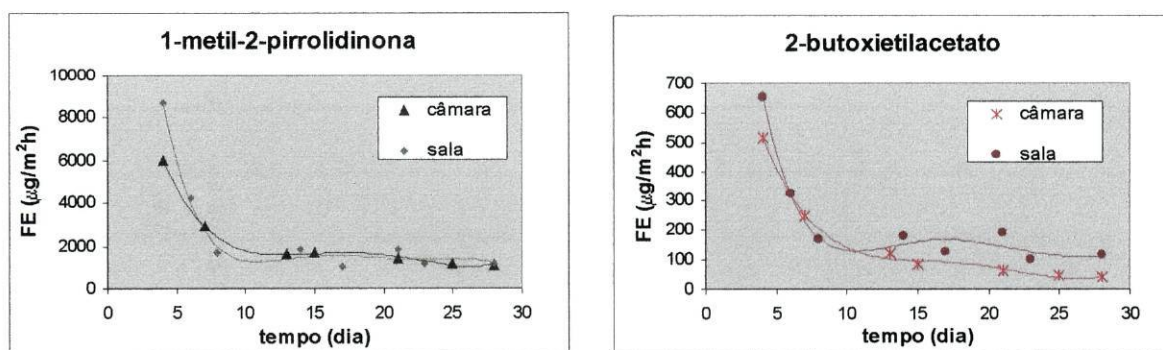 1-metil-2-pirrolidinona
10000
8000
6000
4000
2000
0
FE (µg/m²h)
câmara
sala
0 5 10 15 20 25 30
tempo (dia)
2-butoxietilacetato
700
600
500
400
300
200
100
0
FE (µg/m²h)
câmara
sala
0 5 10 15 20 25 30
tempo (dia)